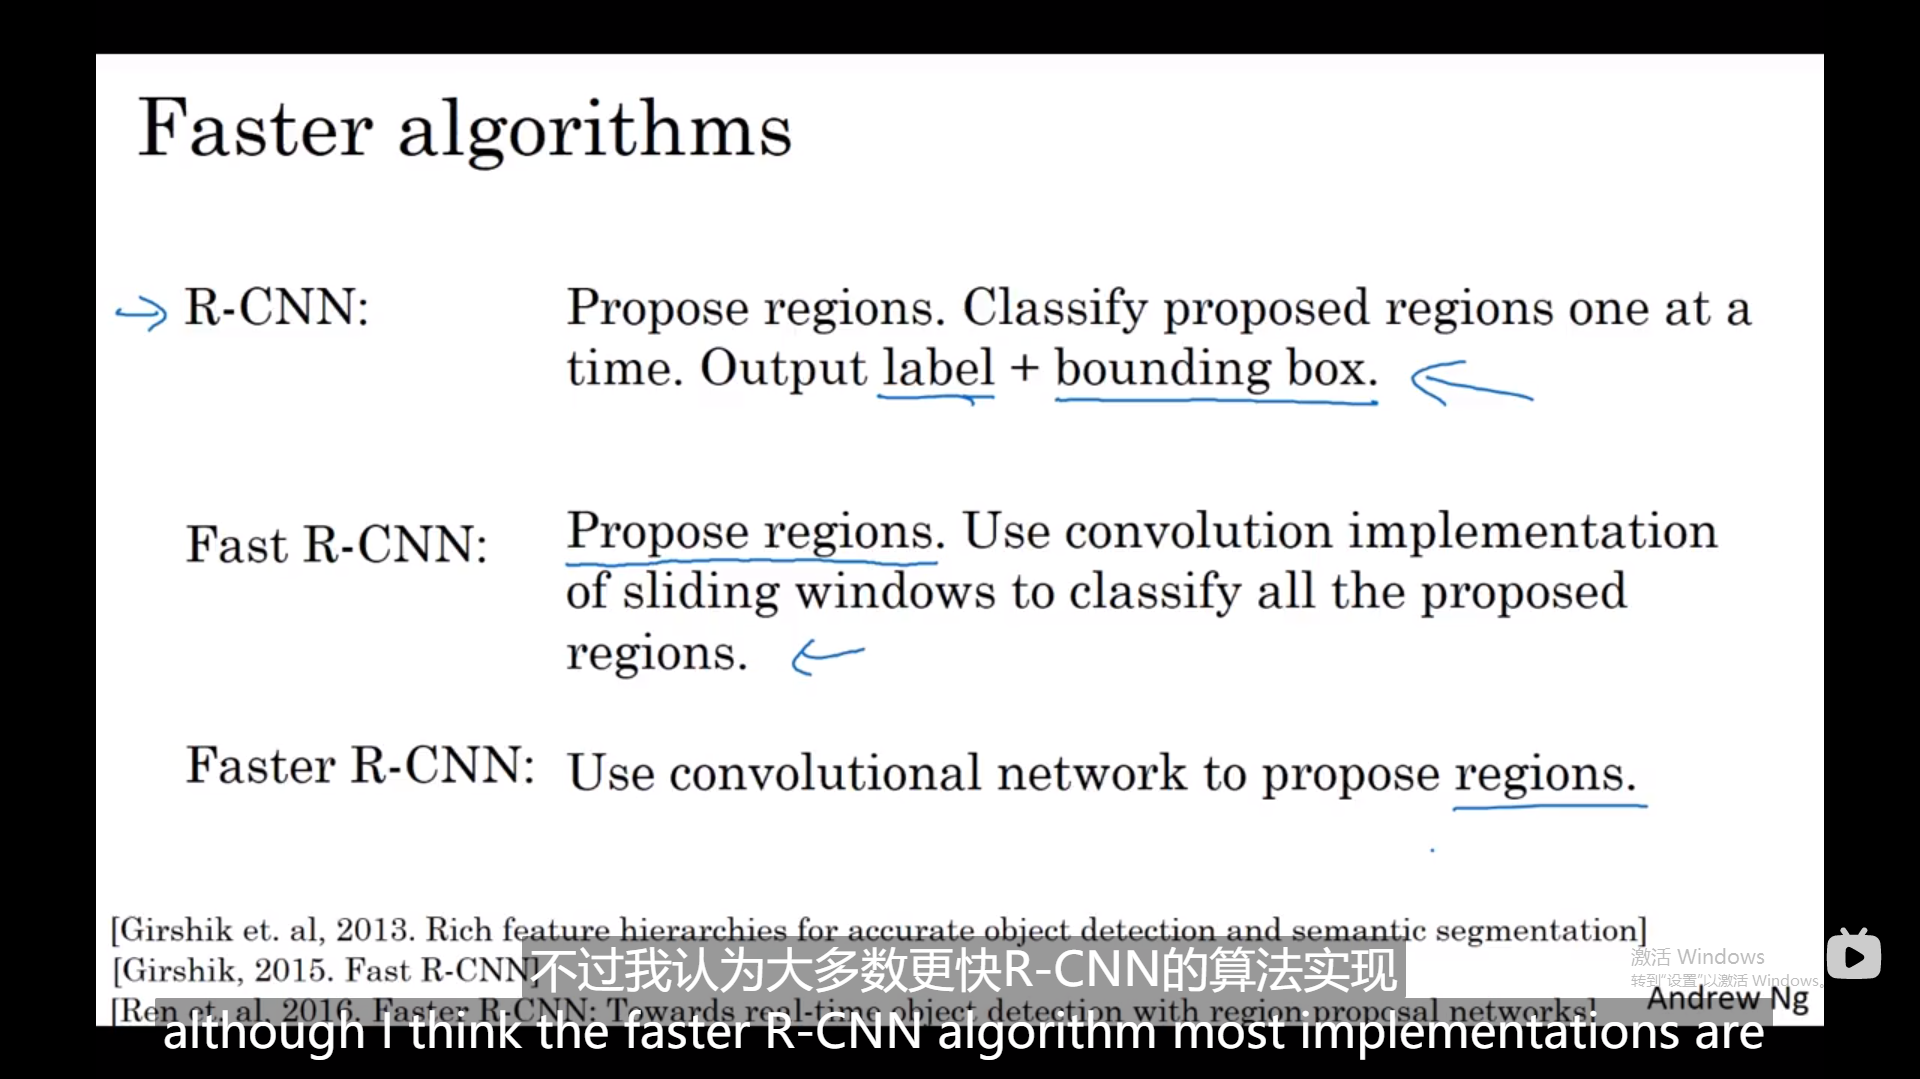 Faster algorithms
R-CNN:
Propose regions. Classify proposed regions one at a
time. Output label + bounding box.
Fast R-CNN:
Propose regions. Use convolution implementation
of sliding windows to classify all the proposed
regions.
Faster R-CNN:
Use convolutional network to propose regions.
[Girshik et. al, 2013. Rich feature hierarchies for accurate object detection and semantic segmentation]
[Girshik, 2015. Fast R-CNN]
[Ren et. al, 2016. Faster R-CNN: Towards real-time object detection with region proposal networks]
Andrew Ng
激活 Windows
转到“设置”以激活 Windows。
不过我认为大多数更快R-CNN的算法实现
although I think the faster R-CNN algorithm most implementations are